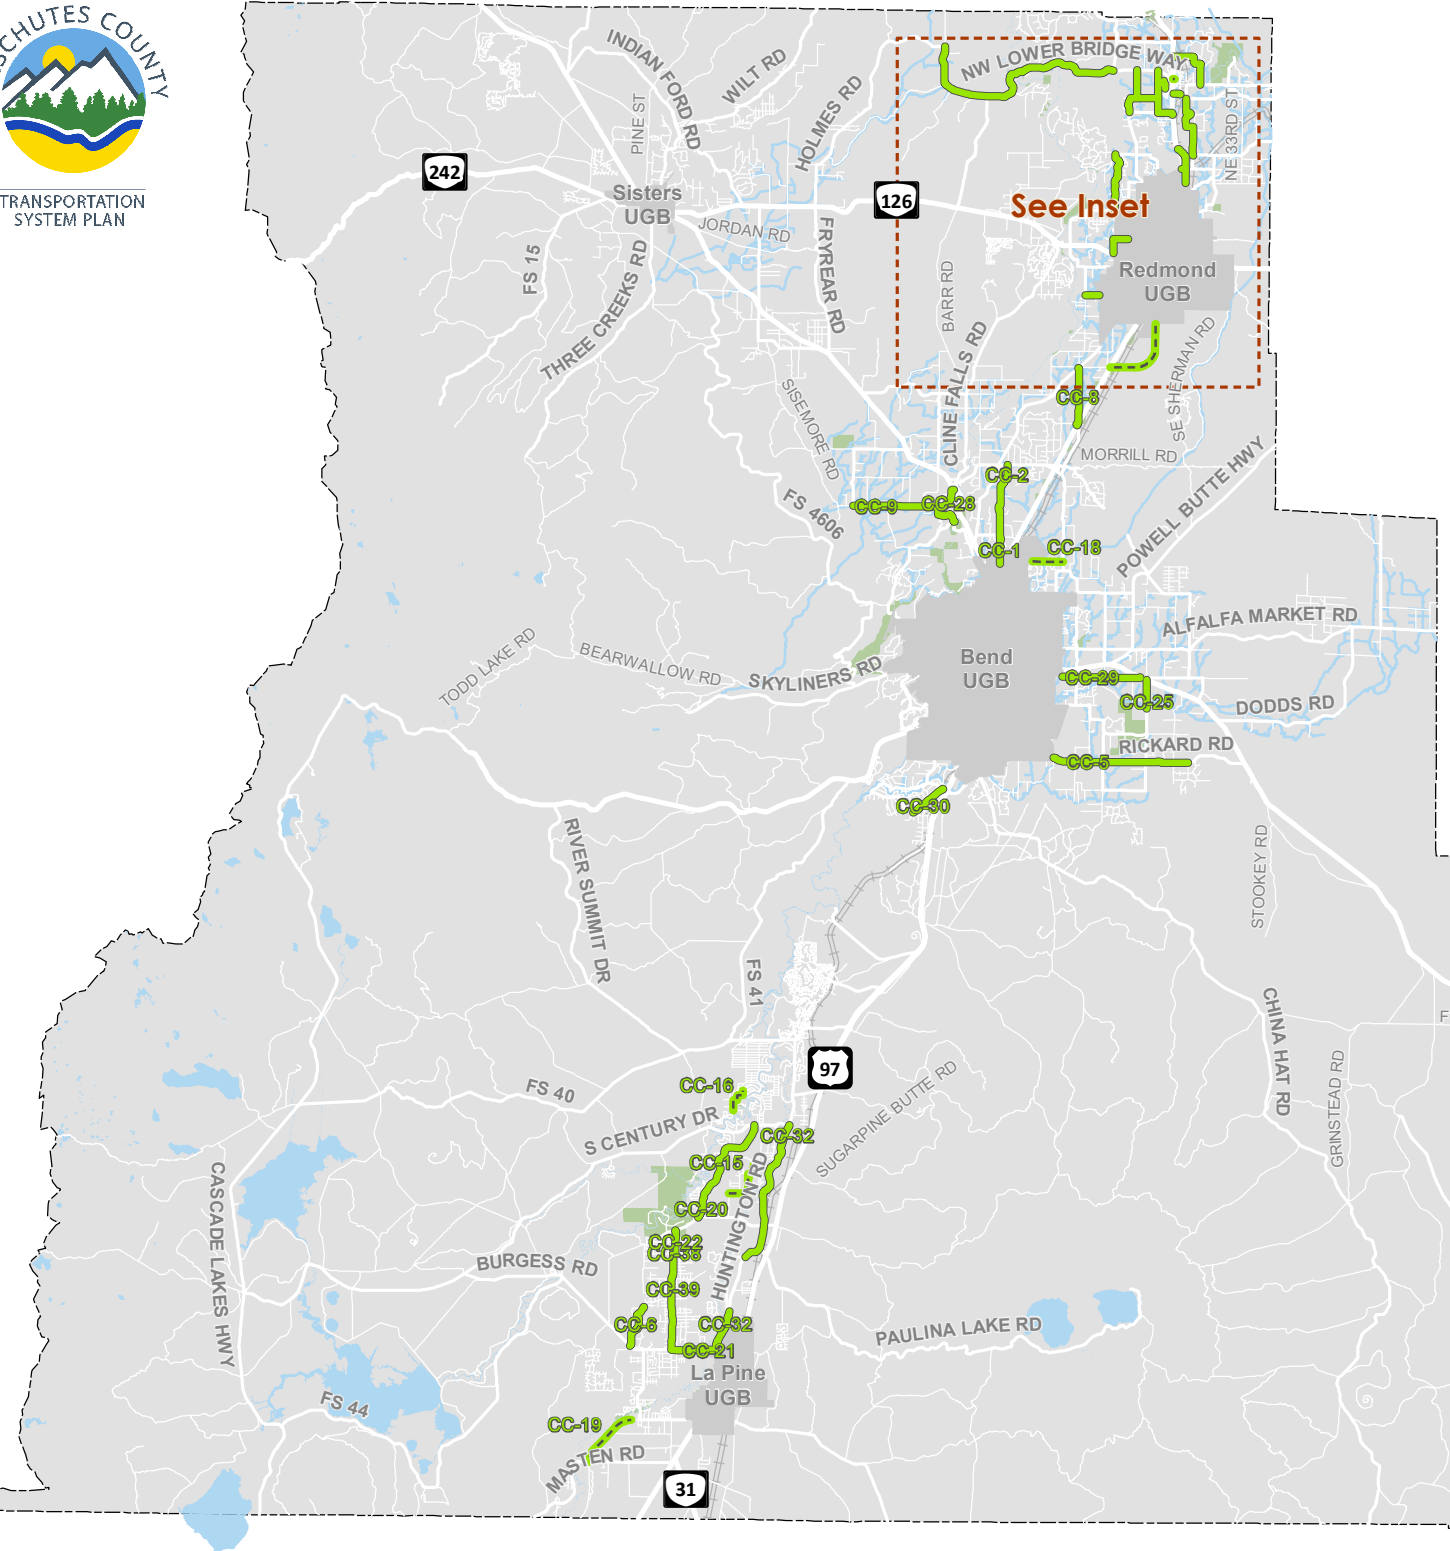 SCHUTES COUNTY
TRANSPORTATION
SYSTEM PLAN
INDIAN FORD RD
WILT RD
PINE ST
HOLMES RD
NW LOWER BRIDGE WAY
NE 33RD ST
242
Sisters
UGB
126
See Inset
JORDAN RD
FRYREAR RD
FS 15
THREE CREEKS RD
BARR RD
Redmond
UGB
CLINE FALLS RD
SE SHERMAN RD
SISEMORE RD
CC-8
MORRILL RD
POWELL BUTTE HWY
CC-2
CC-9
CC-28
FS 4606
CC-1
CC-18
ALFALFA MARKET RD
TODD LAKE RD
BEARWALLOW RD
SKYLINERS RD
Bend
UGB
CC-29
CC-25
DODDS RD
RICKARD RD
CC-5
CC-30
RIVER SUMMIT DR
STOOKEY RD
FS 41
CHINA HAT RD
F
GRINSTEAD RD
97
SUGARPINE BUTTE RD
FS 40
CC-16
S CENTURY DR
CC-32
CC-15
HUNTINGTON RD
CC-20
CASCADE LAKES HWY
CC-22
CC-38
BURGESS RD
CC-39
CC-6
CC-32
PAULINA LAKE RD
CC-21
La Pine
UGB
FS 44
CC-19
MASTEN RD
31